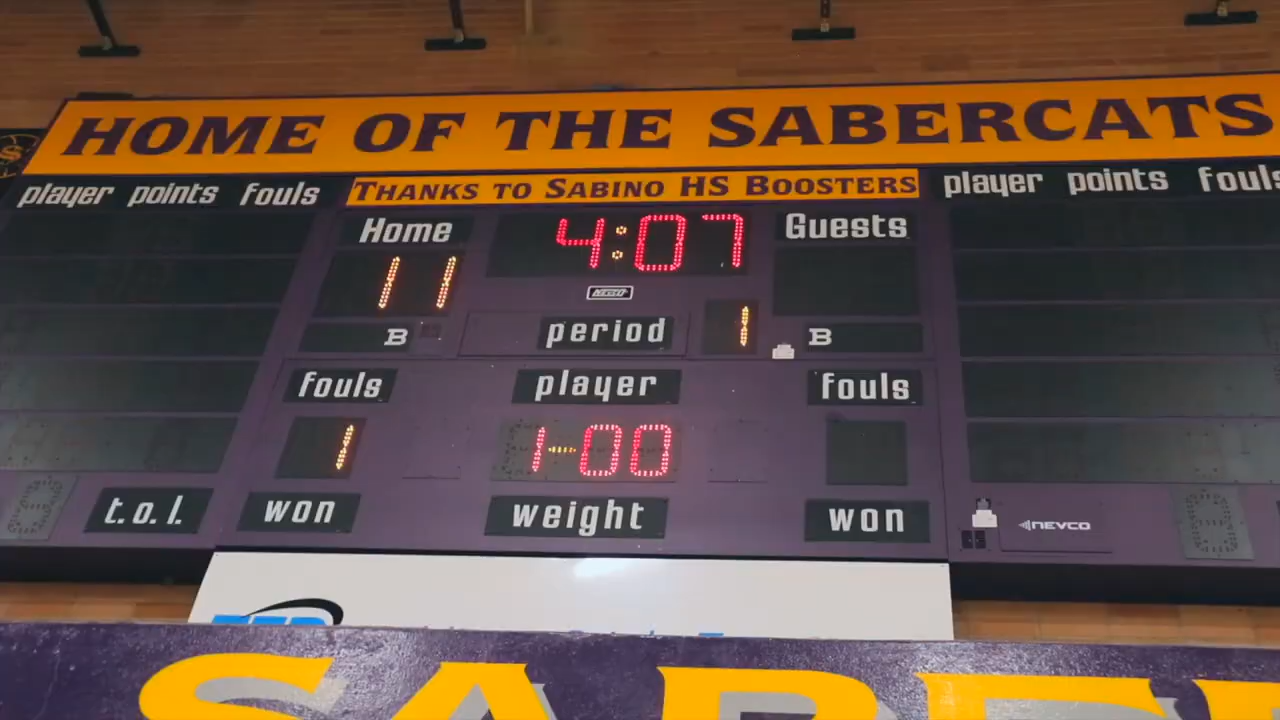 HOME OF THE SABERCATS
player points fouls
THANKS TO SABINO HS BOOSTERS
player points fouls
Home
4:07
Guests
11
NEVCO
B
period
1
B
fouls
player
fouls
1
1-00
t.o.l.
won
weight
won
NEVCO